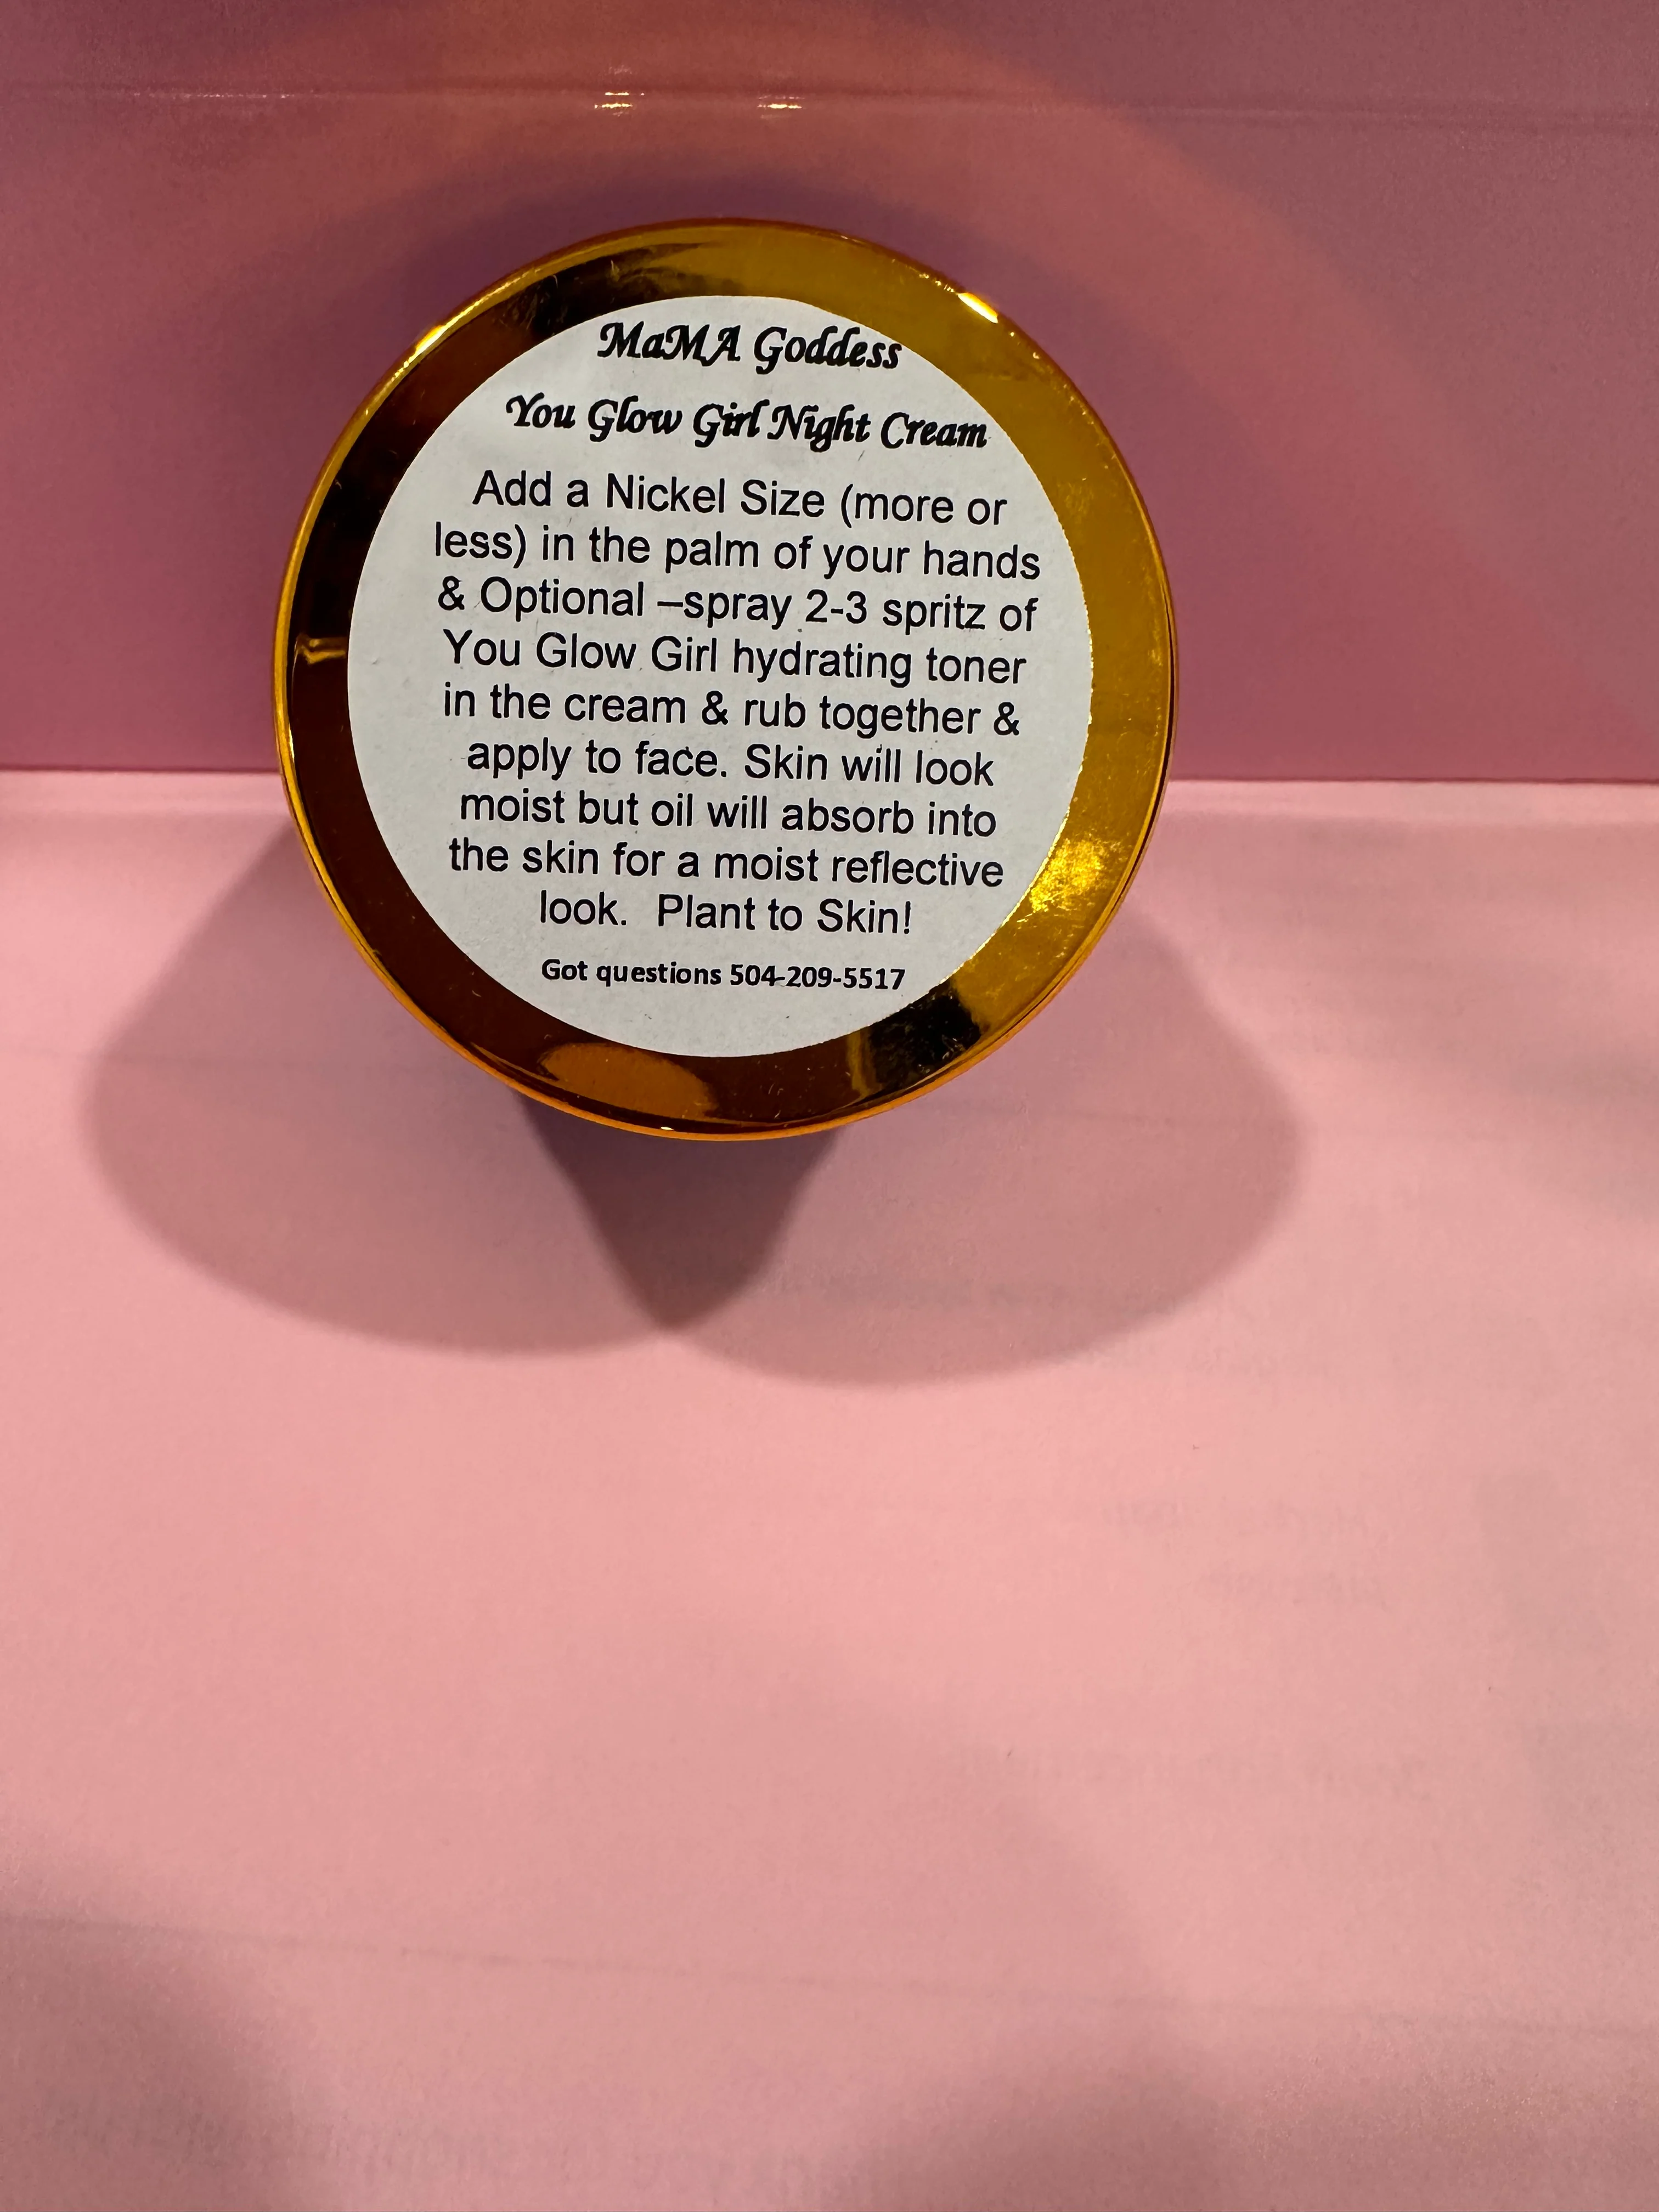 MaMA Goddess
You Glow Girl Night Cream
Add a Nickel Size (more or
less) in the palm of your hands
& Optional –spray 2-3 spritz of
You Glow Girl hydrating toner
in the cream & rub together &
apply to face. Skin will look
moist but oil will absorb into
the skin for a moist reflective
look. Plant to Skin!
Got questions 504-209-5517